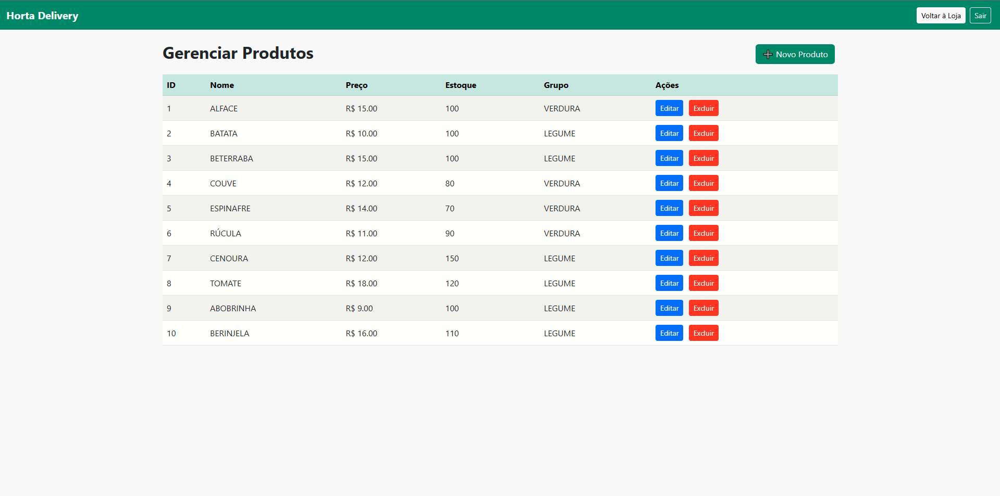 Horta Delivery Voltar à Loja Sair
Gerenciar Produtos ➕ Novo Produto
ID Nome Preço Estoque Grupo Ações
1 ALFACE R$ 15.00 100 VERDURA Editar Excluir
2 BATATA R$ 10.00 100 LEGUME Editar Excluir
3 BETERRABA R$ 15.00 100 LEGUME Editar Excluir
4 COUVE R$ 12.00 80 VERDURA Editar Excluir
5 ESPINAFRE R$ 14.00 70 VERDURA Editar Excluir
6 RÚCULA R$ 11.00 90 VERDURA Editar Excluir
7 CENOURA R$ 12.00 150 LEGUME Editar Excluir
8 TOMATE R$ 18.00 120 LEGUME Editar Excluir
9 ABOBRINHA R$ 9.00 100 LEGUME Editar Excluir
10 BERINJELA R$ 16.00 110 LEGUME Editar Excluir